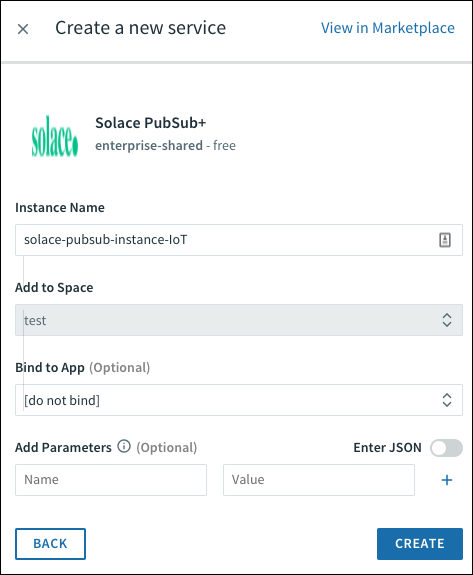 Create a new service
View in Marketplace
solace.
Solace PubSub+
enterprise-shared - free
Instance Name
solace-pubsub-instance-IoT
Add to Space
test
Bind to App (Optional)
[do not bind]
Add Parameters (Optional)
Enter JSON
Name
Value
BACK
CREATE